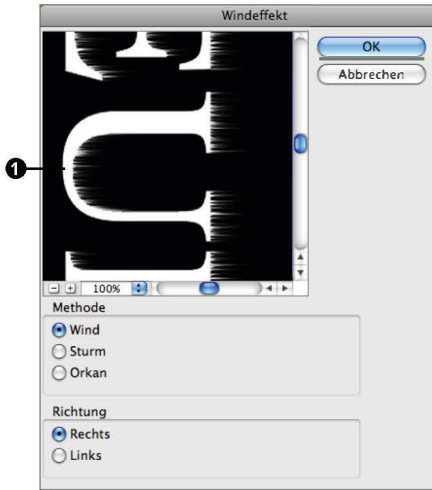 Windeffekt
OK
Abbrechen
1
100%
Methode
Wind
Sturm
Orkan
Richtung
Rechts
Links